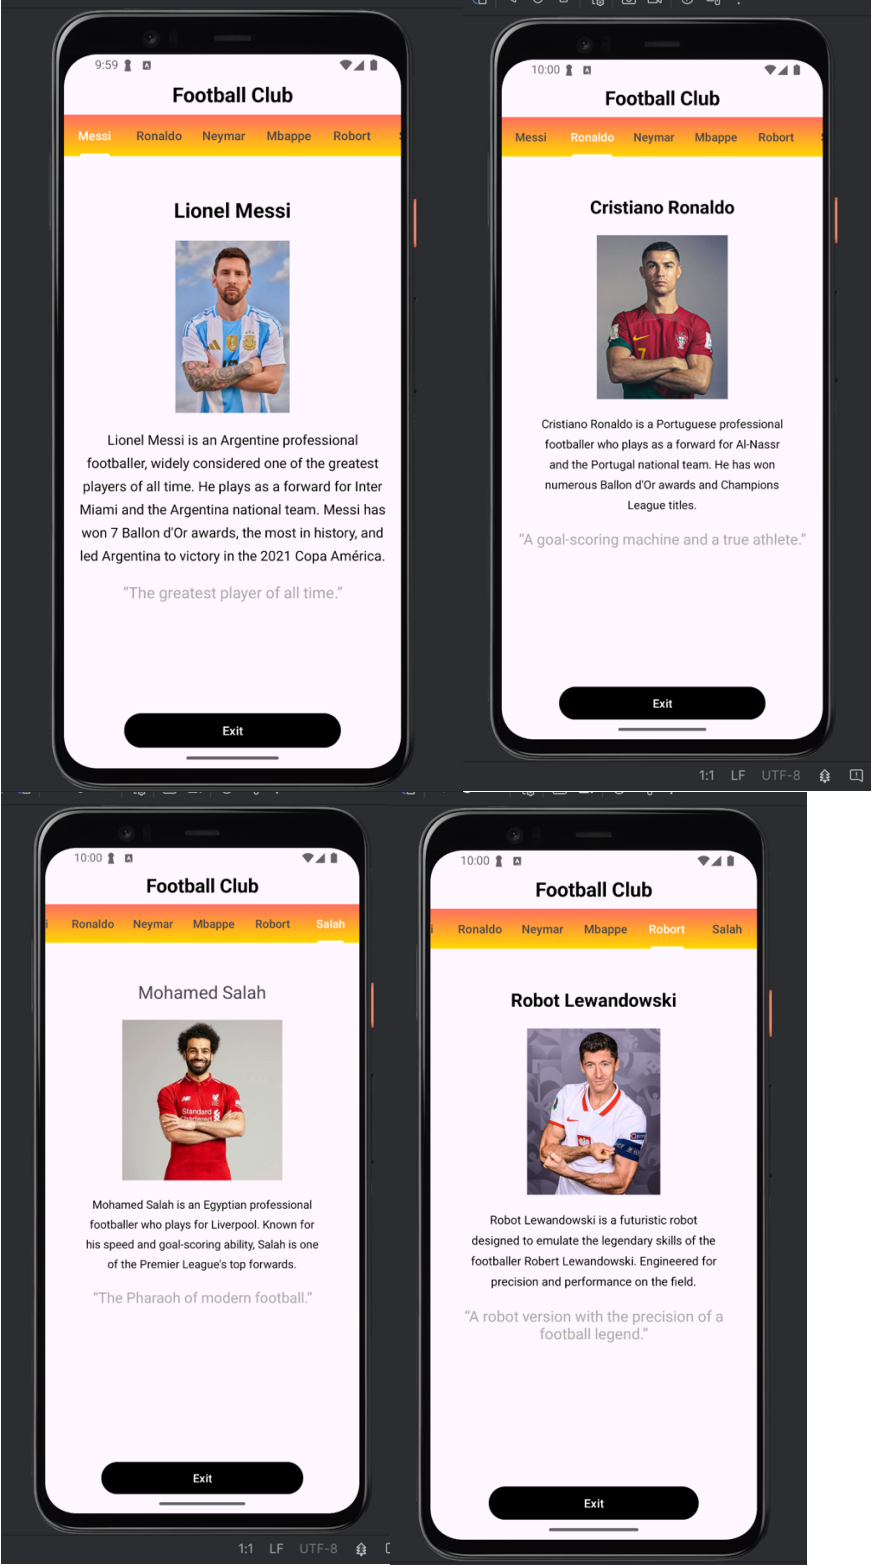 9:59
Football Club
Messi Ronaldo Neymar Mbappe Robort
Lionel Messi
Lionel Messi is an Argentine professional
footballer, widely considered one of the greatest
players of all time. He plays as a forward for Inter
Miami and the Argentina national team. Messi has
won 7 Ballon d'Or awards, the most in history, and
led Argentina to victory in the 2021 Copa América.
“The greatest player of all time.”
Exit
10:00
Football Club
Messi Ronaldo Neymar Mbappe Robort
Cristiano Ronaldo
7
Cristiano Ronaldo is a Portuguese professional
footballer who plays as a forward for Al-Nassr
and the Portugal national team. He has won
numerous Ballon d'Or awards and Champions
League titles.
“A goal-scoring machine and a true athlete.”
Exit
1:1 LF UTF-8
10:00
Football Club
i Ronaldo Neymar Mbappe Robort Salah
Mohamed Salah
Standard
Chartered
Mohamed Salah is an Egyptian professional
footballer who plays for Liverpool. Known for
his speed and goal-scoring ability, Salah is one
of the Premier League's top forwards.
“The Pharaoh of modern football.”
Exit
1:1 LF UTF-8
10:00
Football Club
i Ronaldo Neymar Mbappe Robort Salah
Robot Lewandowski
Robot Lewandowski is a futuristic robot
designed to emulate the legendary skills of the
footballer Robert Lewandowski. Engineered for
precision and performance on the field.
“A robot version with the precision of a
football legend.”
Exit